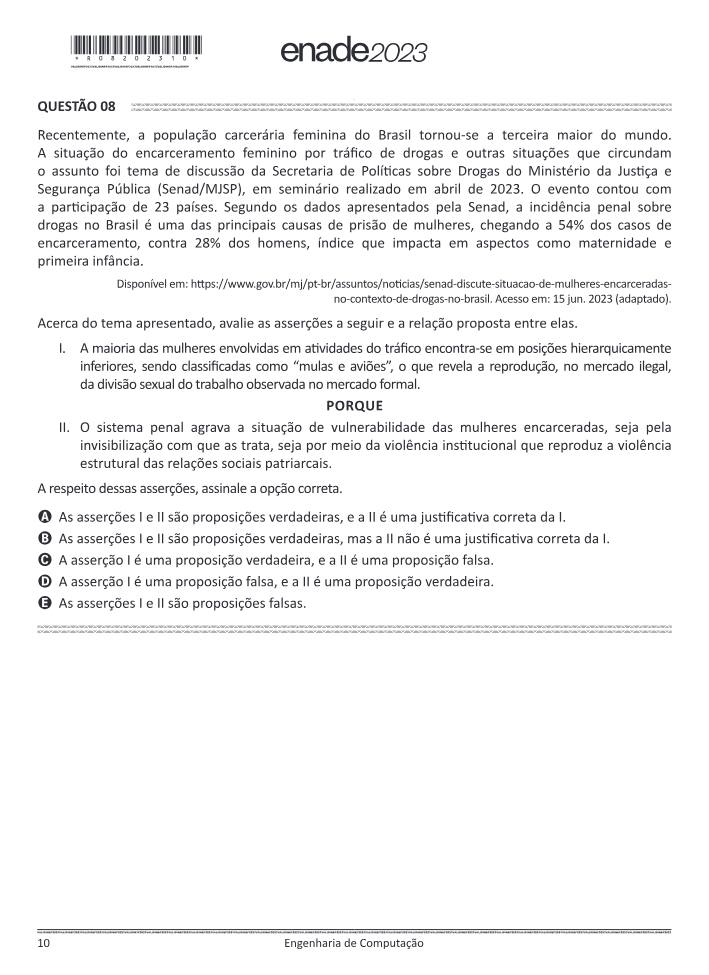 *R08202310*
enade2023
QUESTÃO 08
Recentemente, a população carcerária feminina do Brasil tornou-se a terceira maior do mundo.
A situação do encarceramento feminino por tráfico de drogas e outras situações que circundam
o assunto foi tema de discussão da Secretaria de Políticas sobre Drogas do Ministério da Justiça e
Segurança Pública (Senad/MJSP), em seminário realizado em abril de 2023. O evento contou com
a participação de 23 países. Segundo os dados apresentados pela Senad, a incidência penal sobre
drogas no Brasil é uma das principais causas de prisão de mulheres, chegando a 54% dos casos de
encarceramento, contra 28% dos homens, índice que impacta em aspectos como maternidade e
primeira infância.
Disponível em: https://www.gov.br/mj/pt-br/assuntos/noticias/senad-discute-situacao-de-mulheres-encarceradas-
no-contexto-de-drogas-no-brasil. Acesso em: 15 jun. 2023 (adaptado).
Acerca do tema apresentado, avalie as asserções a seguir e a relação proposta entre elas.
I. A maioria das mulheres envolvidas em atividades do tráfico encontra-se em posições hierarquicamente
inferiores, sendo classificadas como “mulas e aviões”, o que revela a reprodução, no mercado ilegal,
da divisão sexual do trabalho observada no mercado formal.
PORQUE
II. O sistema penal agrava a situação de vulnerabilidade das mulheres encarceradas, seja pela
invisibilização com que as trata, seja por meio da violência institucional que reproduz a violência
estrutural das relações sociais patriarcais.
A respeito dessas asserções, assinale a opção correta.
A As asserções I e II são proposições verdadeiras, e a II é uma justificativa correta da I.
B As asserções I e II são proposições verdadeiras, mas a II não é uma justificativa correta da I.
C A asserção I é uma proposição verdadeira, e a II é uma proposição falsa.
D A asserção I é uma proposição falsa, e a II é uma proposição verdadeira.
E As asserções I e II são proposições falsas.
10
Engenharia de Computação